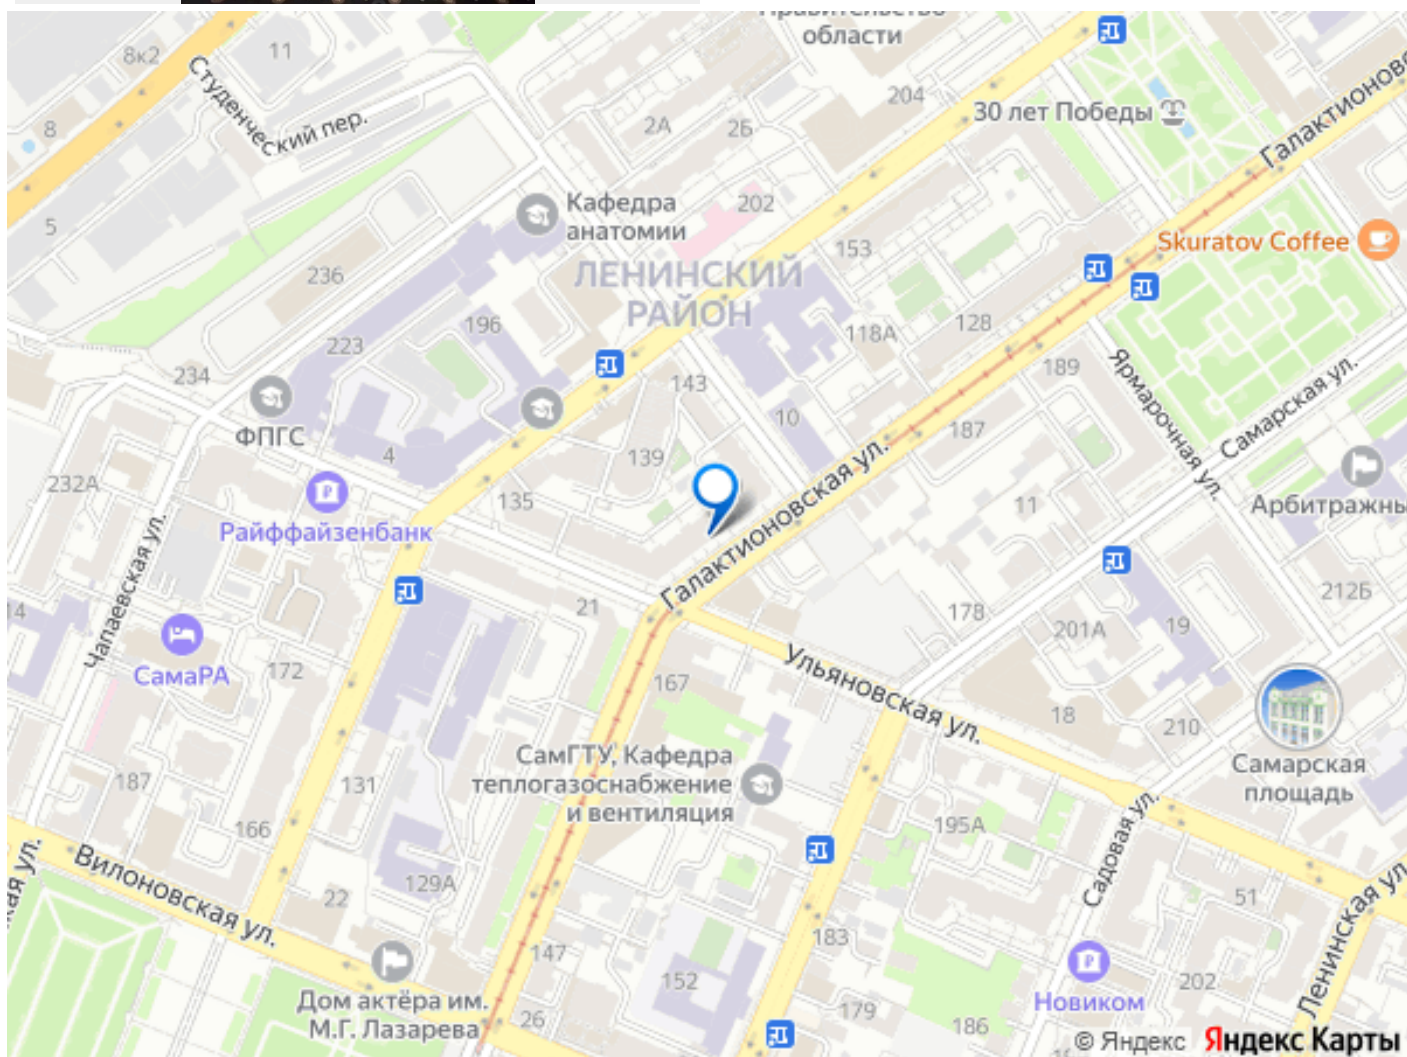 Правительство
области
8к2
11
Студенческий пер.
8
2А
2Б
204
30 лет Победы
Галактионовс
5
Кафедра
анатомии
202
153
Skuratov Coffee
236
ЛЕНИНСКИЙ
РАЙОН
196
223
118А
128
189
Ярмарочная ул.
Самарская ул.
234
143
ФПГС
10
187
4
139
232А
135
Райффайзенбанк
Галактионовская ул.
11
Арбитражны
Чапаевская ул.
14
21
178
201А
19
212Б
СамаРА
172
167
Ульяновская ул.
18
210
Самарская
площадь
СамГТУ, Кафедра
теплогазоснабжение
и вентиляция
187
131
166
195А
Садовая ул.
кая ул.
Вилоновская ул.
129А
22
51
Ленинская ул
147
183
152
202
Дом актёра им.
М.Г. Лазарева
26
179
186
Новиком
© Яндекс Яндекс Карты